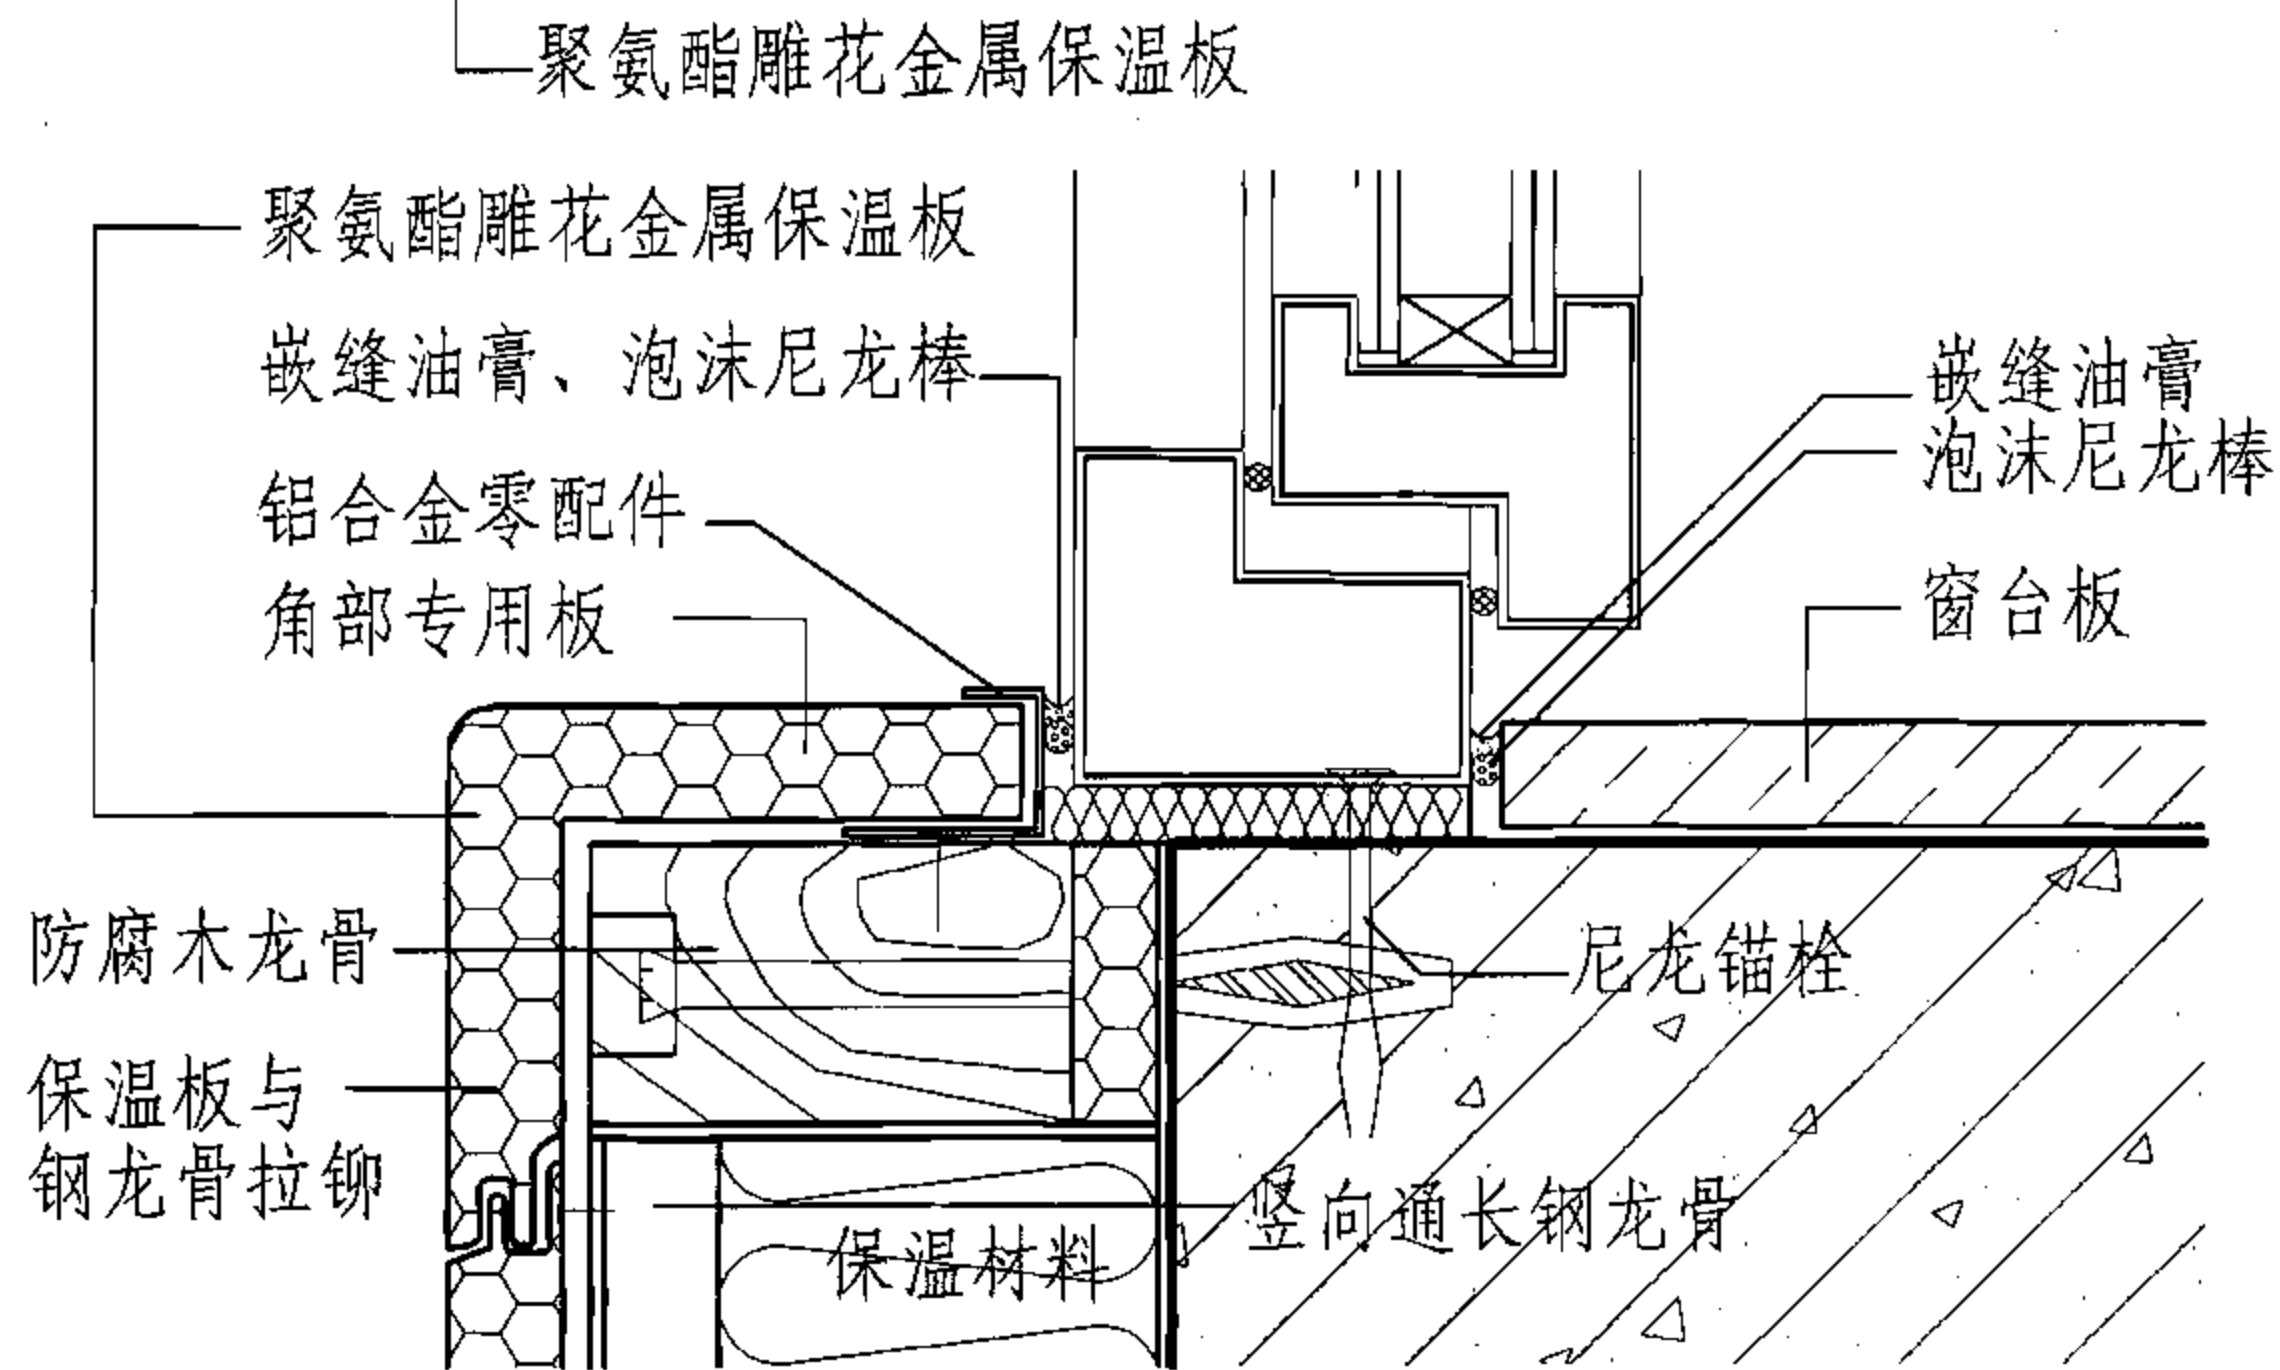 聚氨酯雕花金属保温板
聚氨酯雕花金属保温板
嵌缝油膏、泡沫尼龙棒
嵌缝油膏
泡沫尼龙棒
铝合金零配件
角部专用板
窗台板
防腐木龙骨
尼龙锚栓
保温板与
钢龙骨拉铆
竖向通长钢龙骨
保温材料